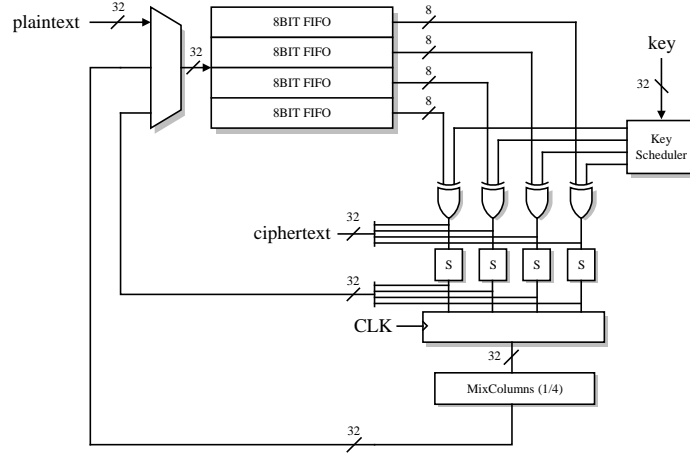 plaintext
32
32
8BIT FIFO
8BIT FIFO
8BIT FIFO
8BIT FIFO
8
8
8
8
key
32
Key
Scheduler
ciphertext
32
S
S
S
S
32
CLK
32
MixColumns (1/4)
32